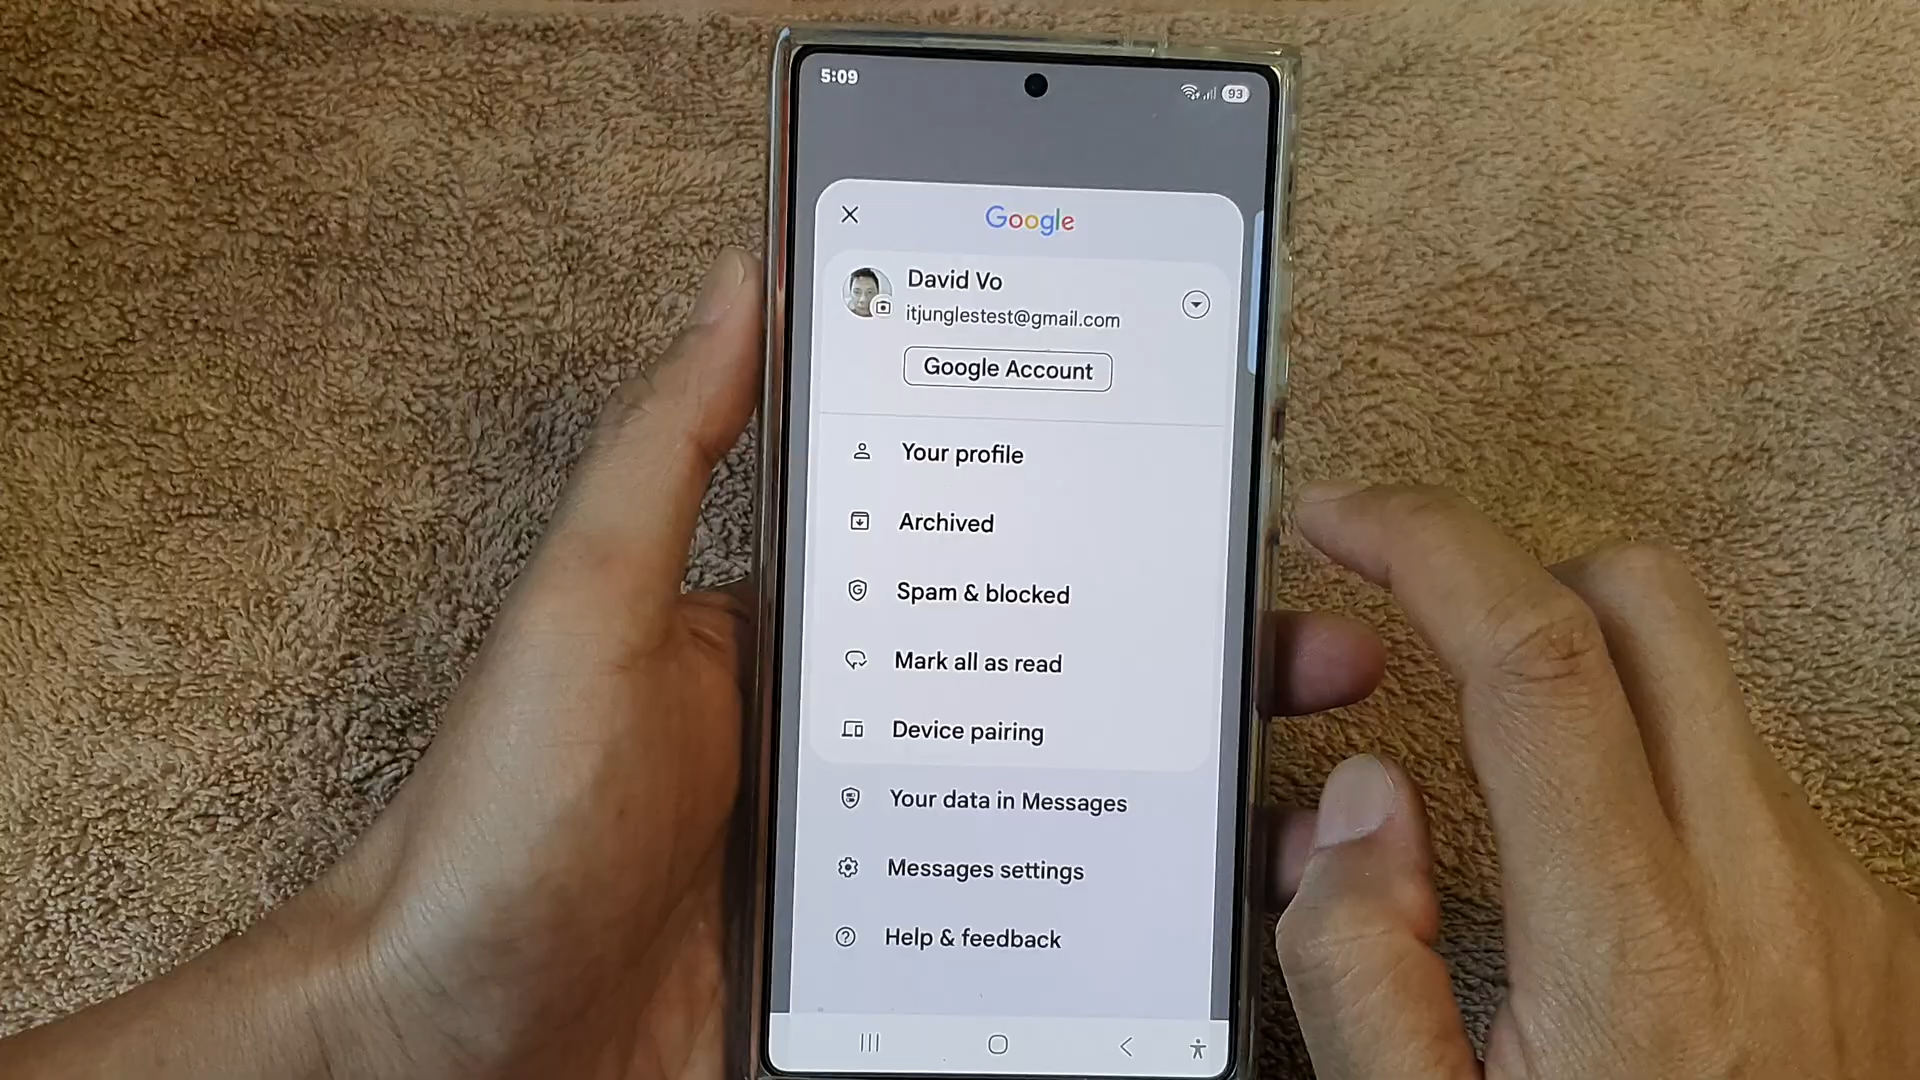 5:09
93
Google
David Vo
itjunglestest@gmail.com
Google Account
Your profile
Archived
Spam & blocked
Mark all as read
Device pairing
Your data in Messages
Messages settings
Help & feedback